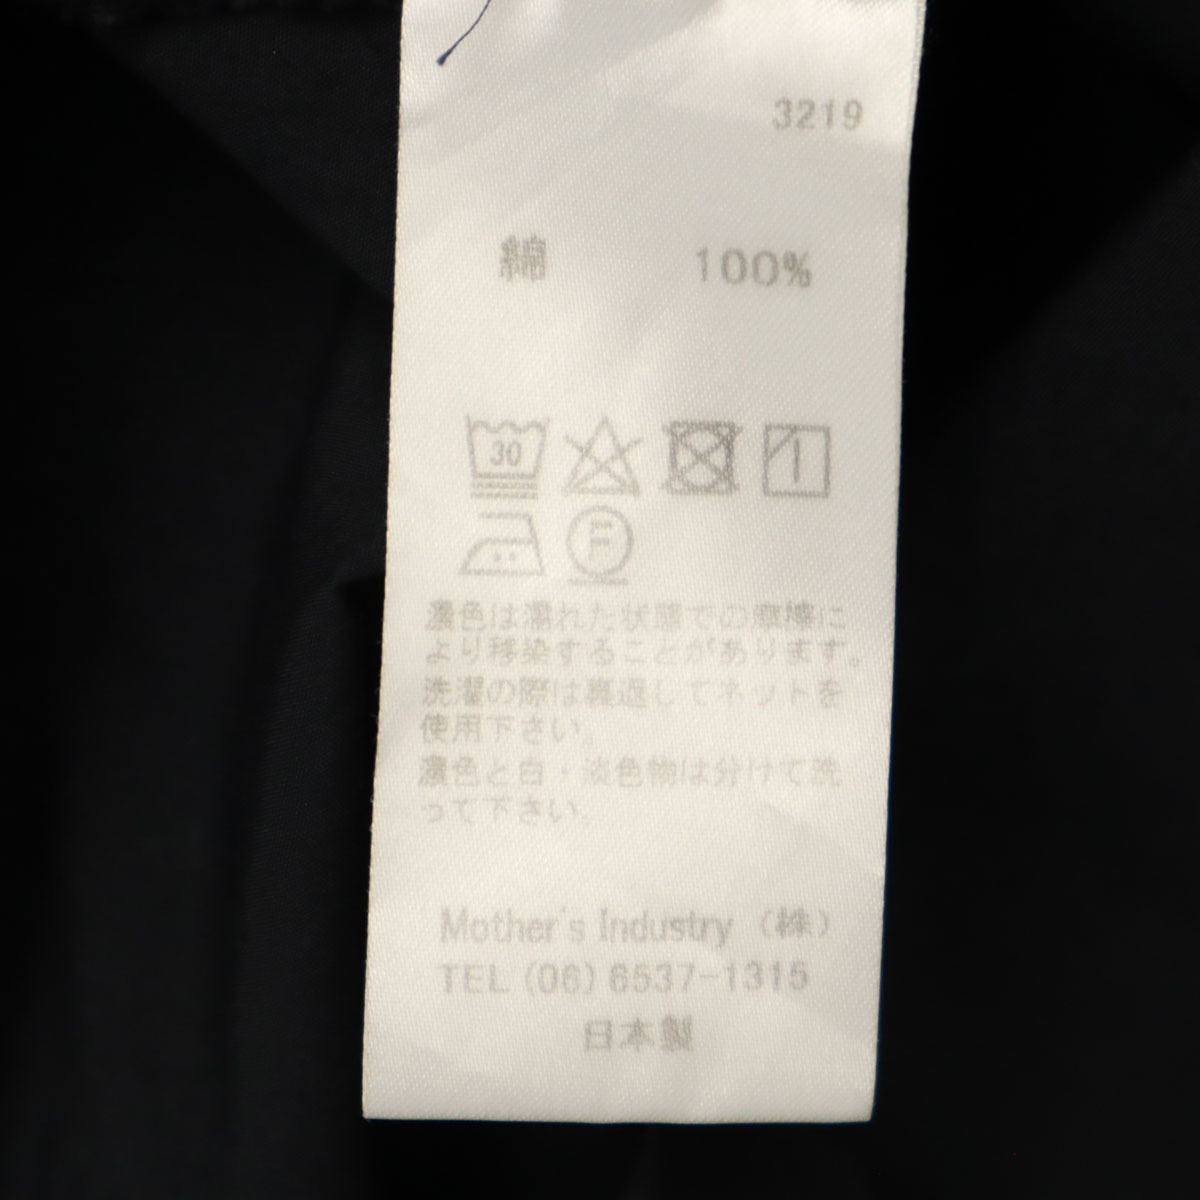 3219
綿 100%
30
F
濃色は濡れた状態での摩擦に
より移染することがあります。
洗濯の際は裏返してネットを
使用下さい。
濃色と白・淡色物は分けて洗
って下さい。
Mother's Industry (株)
TEL (06) 6537-1315
日本製